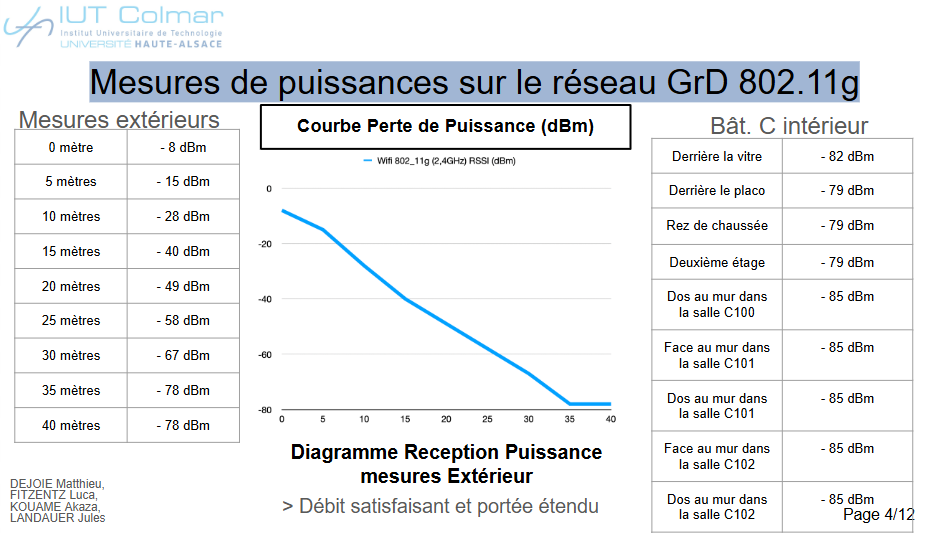 IUT Colmar
Institut Universitaire de Technologie
UNIVERSITÉ HAUTE-ALSACE
Mesures de puissances sur le réseau GrD 802.11g
Mesures extérieurs
0 mètre - 8 dBm
5 mètres - 15 dBm
10 mètres - 28 dBm
15 mètres - 40 dBm
20 mètres - 49 dBm
25 mètres - 58 dBm
30 mètres - 67 dBm
35 mètres - 78 dBm
40 mètres - 78 dBm
DEJOIE Matthieu,
FITZENTZ Luca,
KOUAME Akaza,
LANDAUER Jules
Courbe Perte de Puissance (dBm)
Wifi 802_11g (2,4GHz) RSSI (dBm)
0
-20
-40
-60
-80
0 5 10 15 20 25 30 35 40
Diagramme Reception Puissance
mesures Extérieur
> Débit satisfaisant et portée étendu
Bât. C intérieur
Derrière la vitre - 82 dBm
Derrière le placo - 79 dBm
Rez de chaussée - 79 dBm
Deuxième étage - 79 dBm
Dos au mur dans - 85 dBm
la salle C100
Face au mur dans - 85 dBm
la salle C101
Dos au mur dans - 85 dBm
la salle C101
Face au mur dans - 85 dBm
la salle C102
Dos au mur dans - 85 dBm
la salle C102
Page 4/12